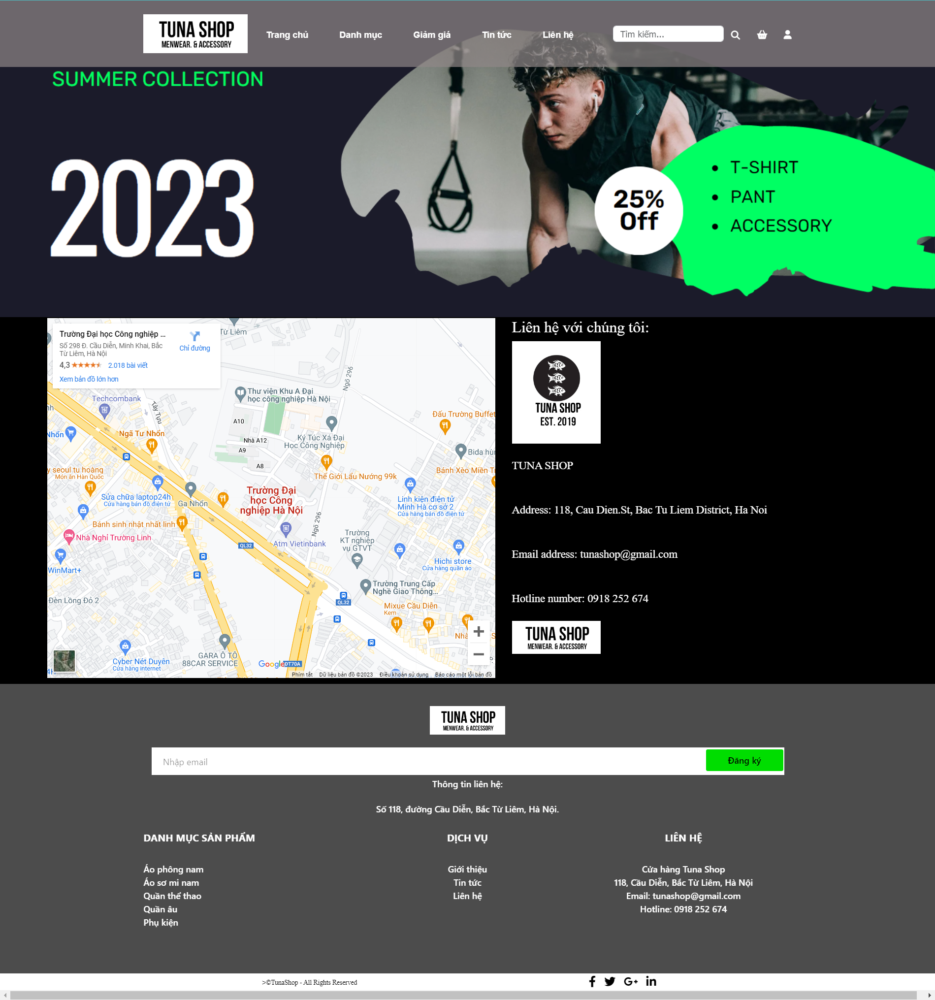 TUNA SHOP
MENWEAR. & ACCESSORY
Trang chủ
Danh mục
Giảm giá
Tin tức
Liên hệ
Tìm kiếm...
SUMMER COLLECTION
2023
25%
Off
• T-SHIRT
• PANT
• ACCESSORY
Trường Đại học Công nghiệp ...
Số 298 Đ. Cầu Diễn, Minh Khai, Bắc
Từ Liêm, Hà Nội
4,3
2.018 bài viết
Xem bản đồ lớn hơn
Chỉ đường
Từ Liêm
Ngõ 296
Tây Tựu
Techcombank
Thư viện Khu A Đại
học công nghiệp Hà Nội
A10
Nhà A12
A9
A8
Đấu Trường Buffet
Nhổn
Ngã Tư Nhổn
Ký Túc Xá Đại
Học Công Nghiệp
Bida hùn
y seoul tu hoàng
Món ăn Hàn Quốc
Thế Giới Lẩu Nướng 99k
Bánh Xèo Miền T
Sửa chữa laptop24h
Cửa hàng bán đồ điện tử
Ga Nhổn
Trường Đại
học Công
nghiệp Hà Nội
Linh kiện điện tử
Minh Hà cơ sở 2
Cửa hàng bán đồ điện tử
Bánh sinh nhật nhất linh
Ngõ 296
Nhà Nghỉ Trường Linh
Atm Vietinbank
Trường
KT nghiệp
vụ GTVT
QL32
Hichi store
Cửa hàng quần áo
WinMart+
Trường Trung Cấp
Nghề Giao Thông...
Đèn Lồng Đỏ 2
QL32
Mixue Cầu Diễn
Kem
Nhà
Cyber Nét Duyên
Cửa hàng internet
GARA Ô TÔ
88CAR SERVICE
Google
DT70A
Phím tắt
Dữ liệu bản đồ ©2023
Điều khoản sử dụng
Báo cáo một lỗi bản đồ
Liên hệ với chúng tôi:
TUNA SHOP
EST. 2019
TUNA SHOP
Address: 118, Cau Dien.St, Bac Tu Liem District, Ha Noi
Email address: tunashop@gmail.com
Hotline number: 0918 252 674
TUNA SHOP
MENWEAR. & ACCESSORY
TUNA SHOP
MENWEAR. & ACCESSORY
Nhập email
Đăng ký
Thông tin liên hệ:
Số 118, đường Cầu Diễn, Bắc Từ Liêm, Hà Nội.
DANH MỤC SẢN PHẨM
Áo phông nam
Áo sơ mi nam
Quần thể thao
Quần âu
Phụ kiện
DỊCH VỤ
Giới thiệu
Tin tức
Liên hệ
LIÊN HỆ
Cửa hàng Tuna Shop
118, Cầu Diễn, Bắc Từ Liêm, Hà Nội
Email: tunashop@gmail.com
Hotline: 0918 252 674
>©TunaShop - All Rights Reserved